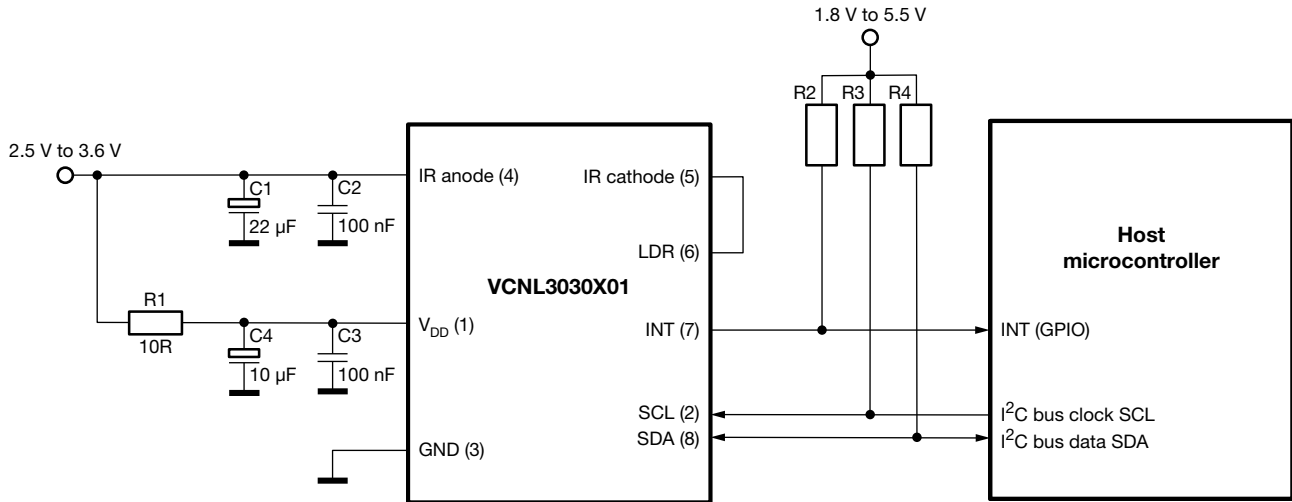 1.8 V to 5.5 V
R2
R3
R4
2.5 V to 3.6 V
C1
22 µF
C2
100 nF
R1
10R
C4
10 µF
C3
100 nF
IR anode (4)
IR cathode (5)
LDR (6)
VCNL3030X01
V_DD (1)
INT (7)
SCL (2)
SDA (8)
GND (3)
Host
microcontroller
INT (GPIO)
I²C bus clock SCL
I²C bus data SDA